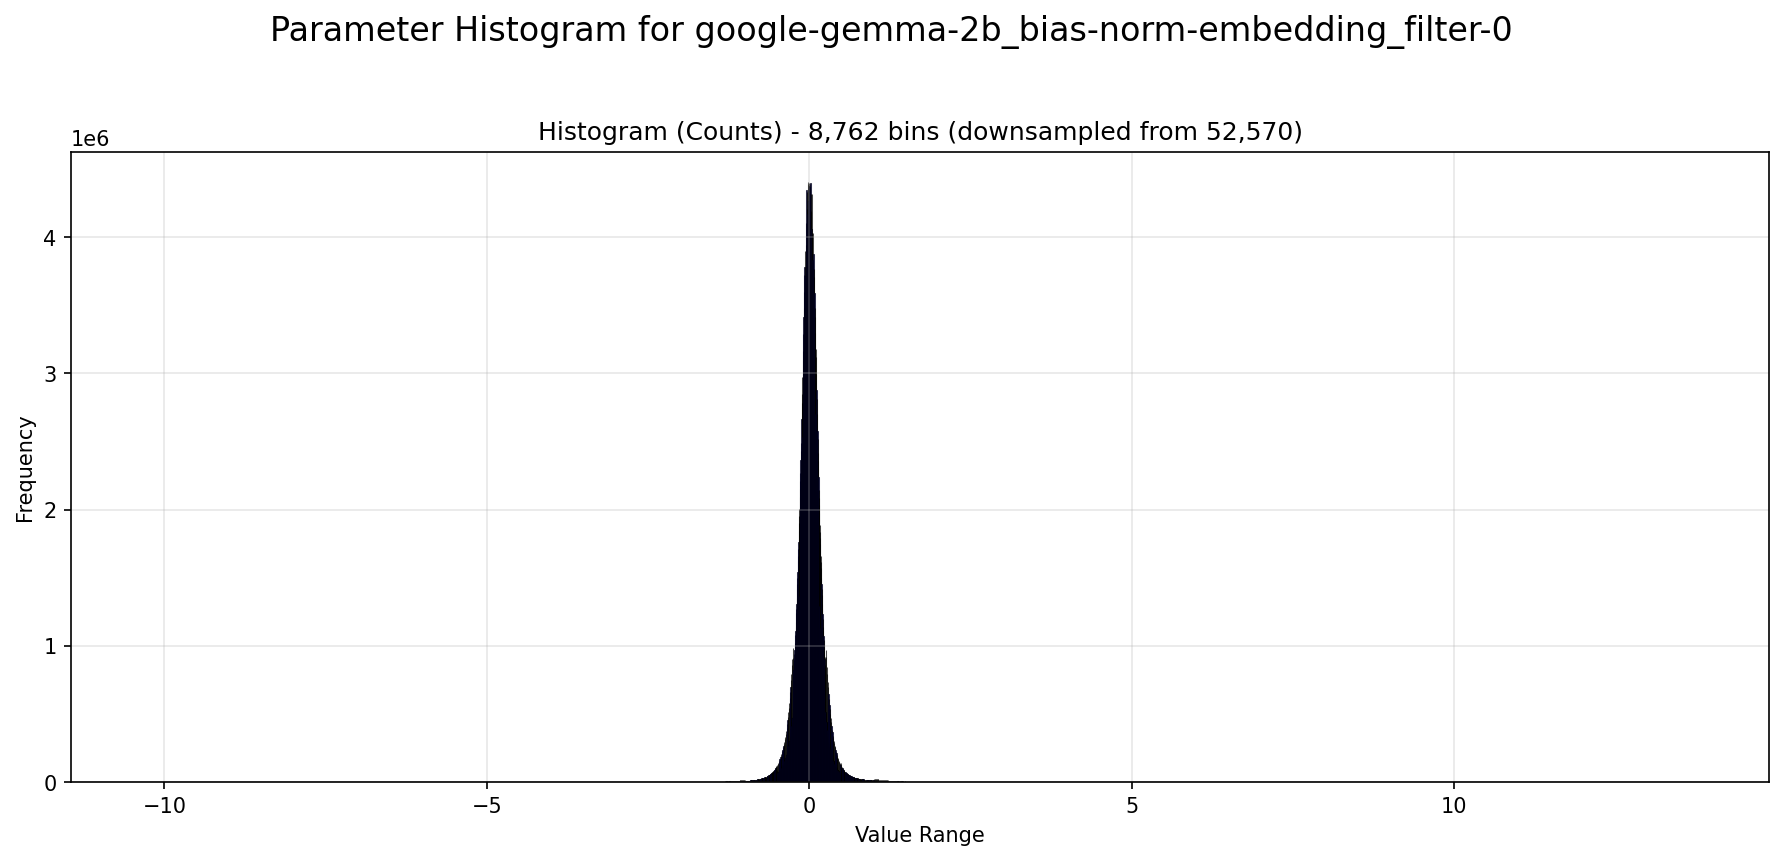 Parameter Histogram for google-gemma-2b_bias-norm-embedding_filter-0
Histogram (Counts) - 8,762 bins (downsampled from 52,570)
1e6
4
3
2
1
0
Frequency
−10
−5
0
5
10
Value Range